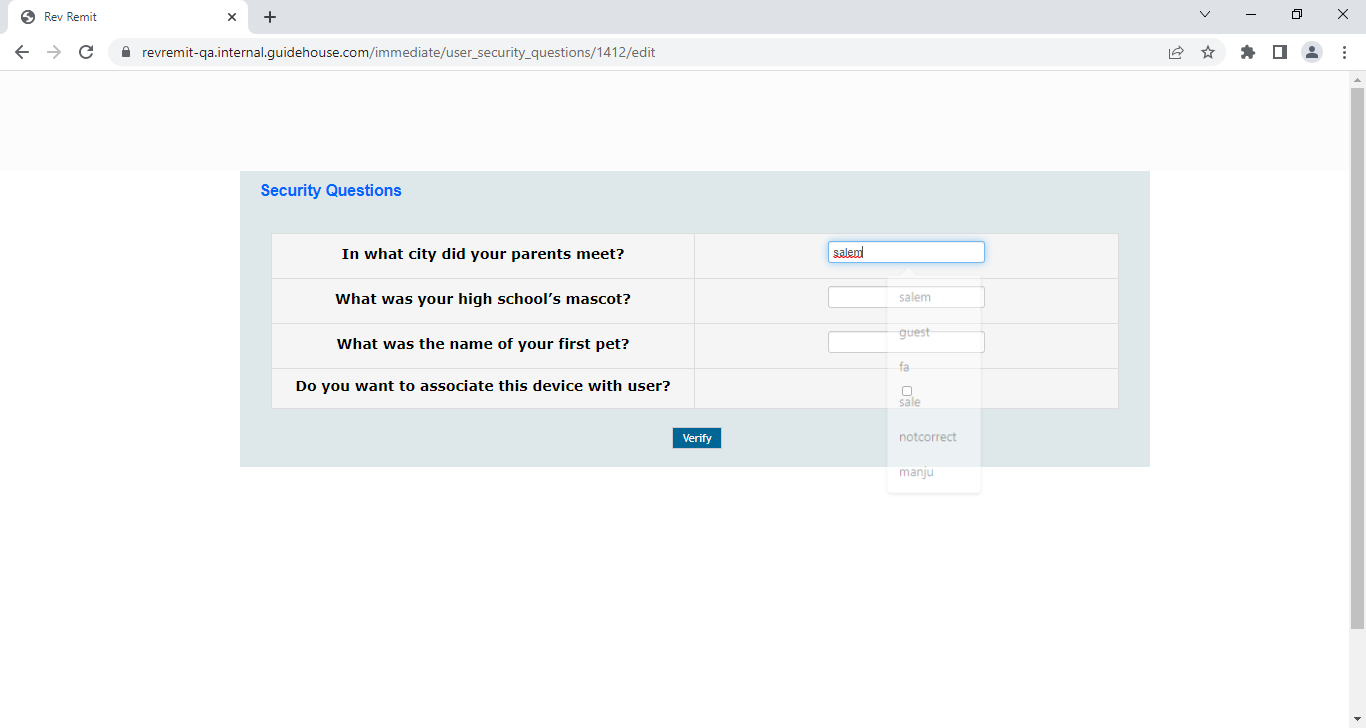 Rev Remit
revremit-qa.internal.guidehouse.com/immediate/user_security_questions/1412/edit
Security Questions
In what city did your parents meet?
salem
What was your high school’s mascot?
salem
guest
What was the name of your first pet?
fa
Do you want to associate this device with user?
sale
notcorrect
Verify
manju